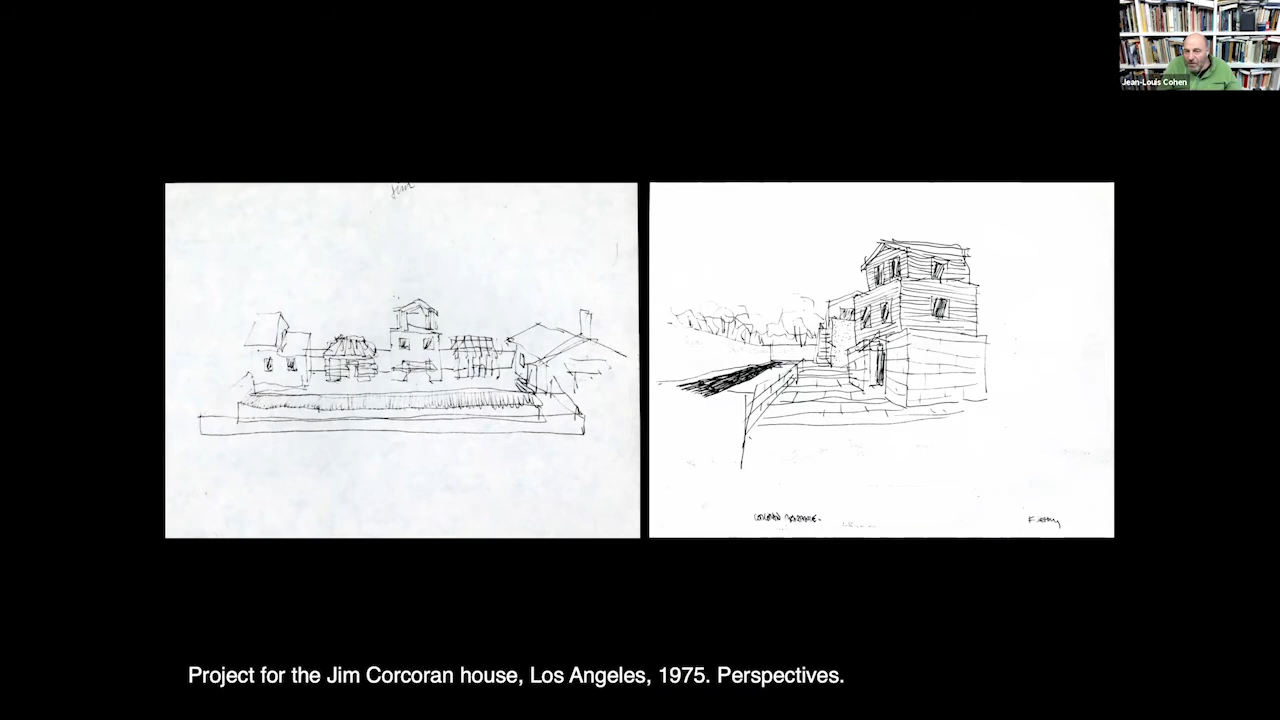 Jean-Louis Cohen
Project for the Jim Corcoran house, Los Angeles, 1975. Perspectives.